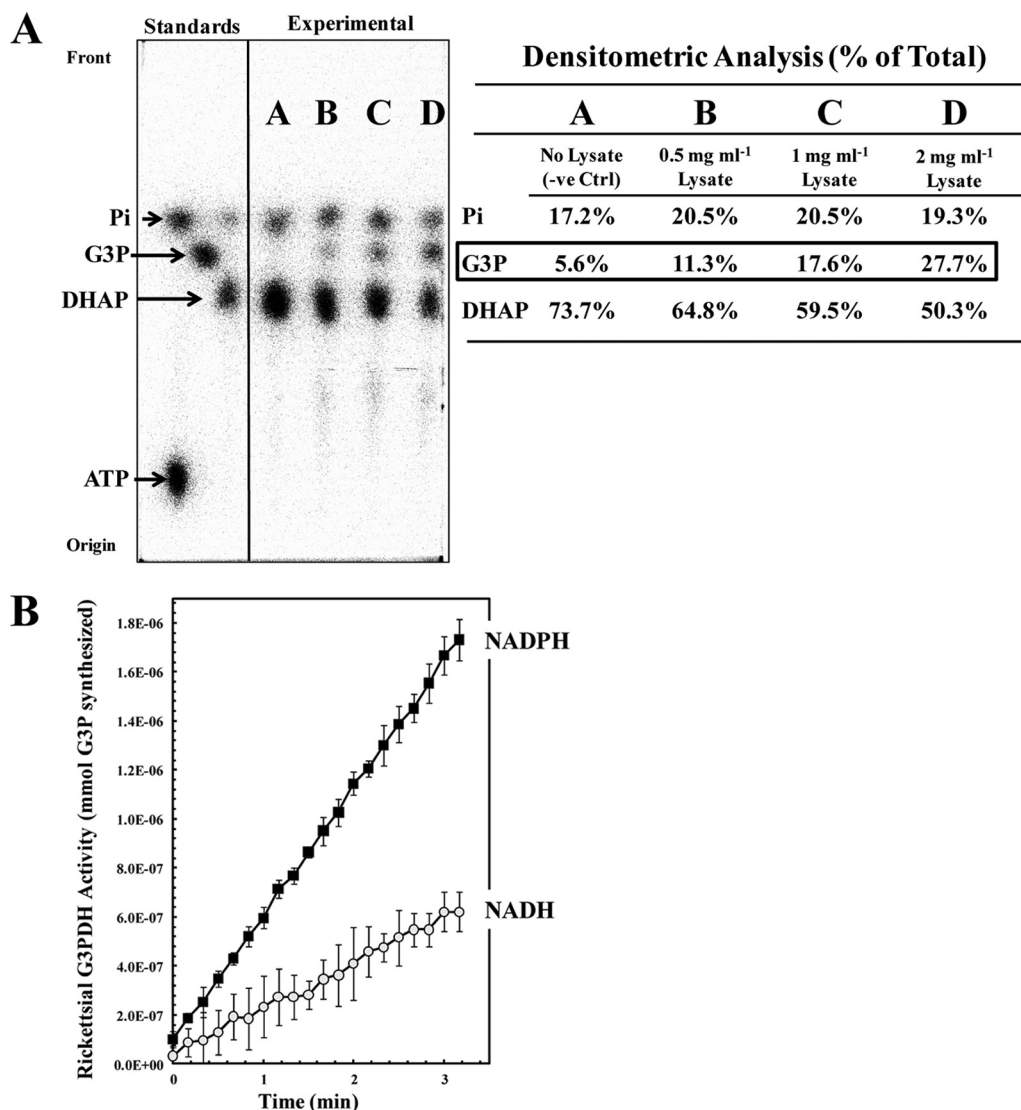 A
Standards
Experimental
Front
A B C D
Pi
G3P
DHAP
ATP
Origin
Densitometric Analysis (% of Total)
A B C D
No Lysate (-ve Ctrl)
0.5 mg ml-1 Lysate
1 mg ml-1 Lysate
2 mg ml-1 Lysate
Pi 17.2% 20.5% 20.5% 19.3%
G3P 5.6% 11.3% 17.6% 27.7%
DHAP 73.7% 64.8% 59.5% 50.3%
B
Rickettsial G3PDH Activity (mmol G3P synthesized)
1.8E-06
1.6E-06
1.4E-06
1.2E-06
1.0E-06
8.0E-07
6.0E-07
4.0E-07
2.0E-07
0.0E+00
NADPH
NADH
0 1 2 3
Time (min)